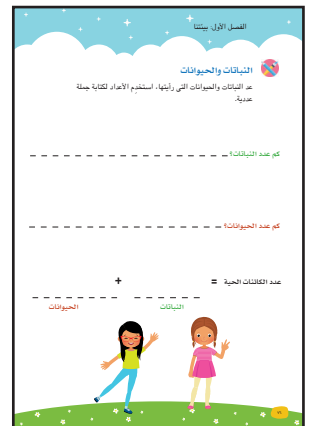 الفصل الأول: بيئتنا
النباتات والحيوانات
عد النباتات والحيوانات التي رأيتها، استخدِم الأعداد لكتابة جملة
عددية.
كم عدد النباتات؟
كم عدد الحيوانات؟
عدد الكائنات الحية = +
النباتات الحيوانات